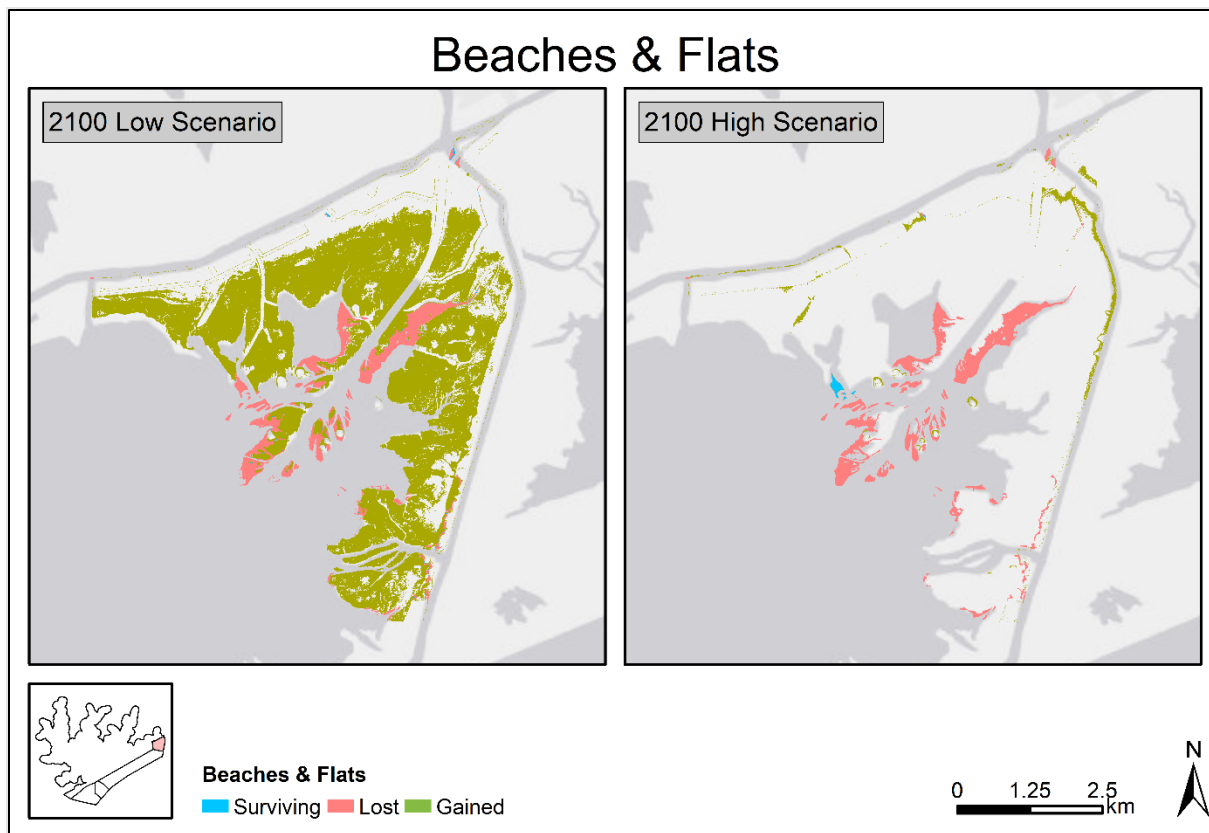 Beaches & Flats
2100 Low Scenario
2100 High Scenario
Beaches & Flats
Surviving Lost Gained
N
0 1.25 2.5
km